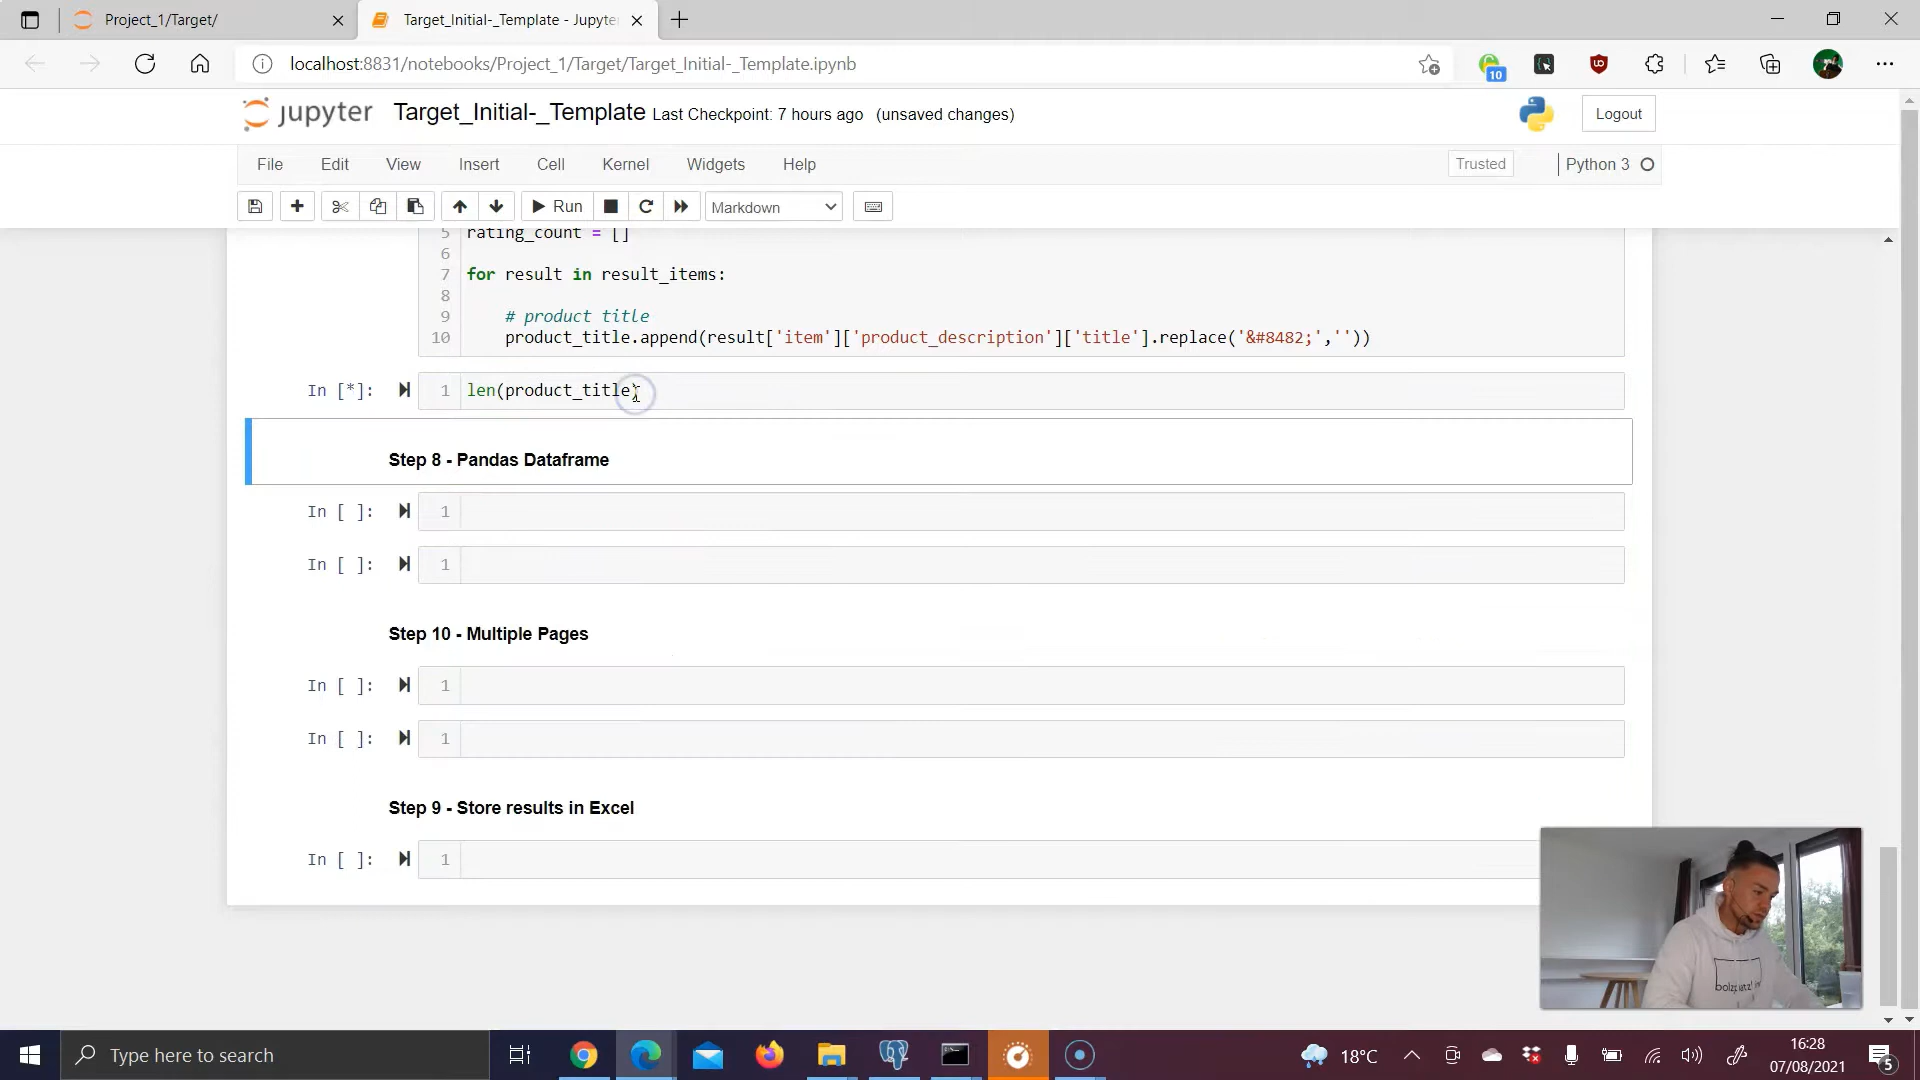 Project_1/Target/
Target_Initial-_Template - Jupyte
localhost:8831/notebooks/Project_1/Target/Target_Initial-_Template.ipynb
10
jupyter
Target_Initial-_Template Last Checkpoint: 7 hours ago (unsaved changes)
Logout
File Edit View Insert Cell Kernel Widgets Help
Trusted
Python 3
Run
Markdown
5 rating_count = []
6
7 for result in result_items:
8
9 # product title
10 product_title.append(result['item']['product_description']['title'].replace('&#8482;',''))
In [*]: 1 len(product_title)
Step 8 - Pandas Dataframe
In [ ]: 1
In [ ]: 1
Step 10 - Multiple Pages
In [ ]: 1
In [ ]: 1
Step 9 - Store results in Excel
In [ ]: 1
Type here to search
18°C
16:28
07/08/2021
5